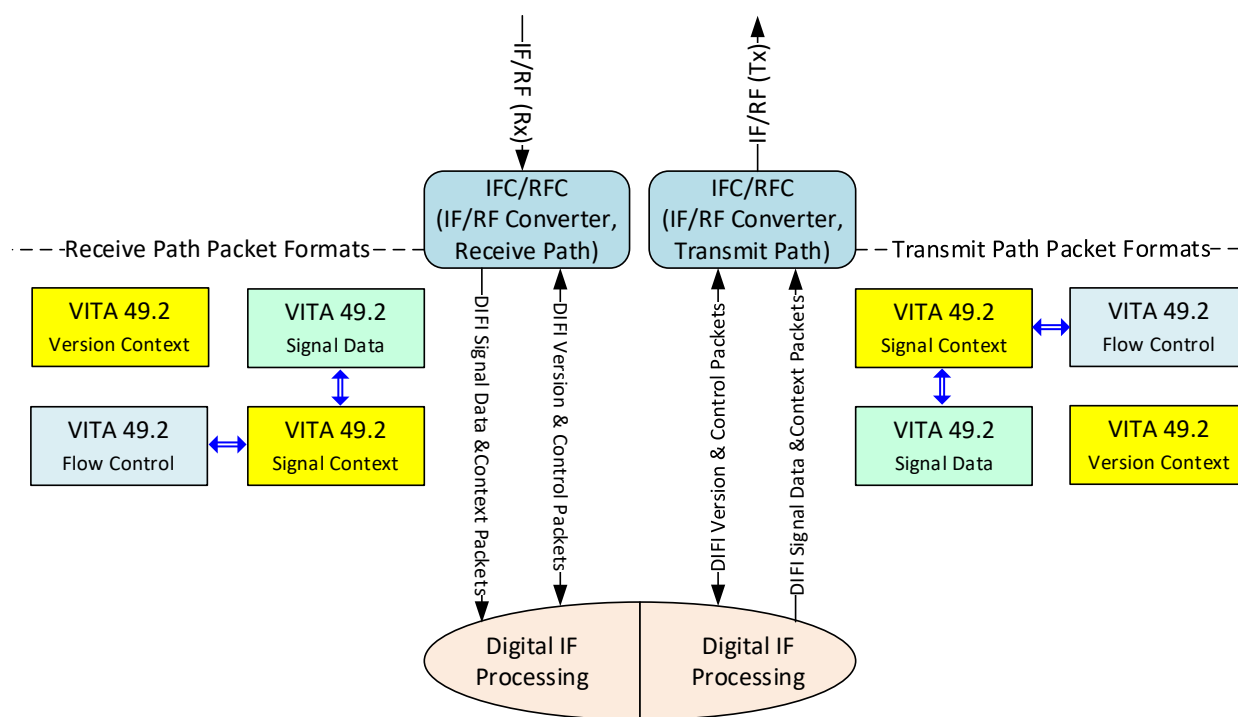 IF/RF (Rx)
IF/RF (Tx)
IFC/RFC
(IF/RF Converter,
Receive Path)
IFC/RFC
(IF/RF Converter,
Transmit Path)
Receive Path Packet Formats
Transmit Path Packet Formats
VITA 49.2
Version Context
VITA 49.2
Signal Data
VITA 49.2
Flow Control
VITA 49.2
Signal Context
DIFI Signal Data &Context Packets
DIFI Version & Control Packets
DIFI Version & Control Packets
DIFI Signal Data &Context Packets
VITA 49.2
Signal Context
VITA 49.2
Flow Control
VITA 49.2
Signal Data
VITA 49.2
Version Context
Digital IF
Processing
Digital IF
Processing